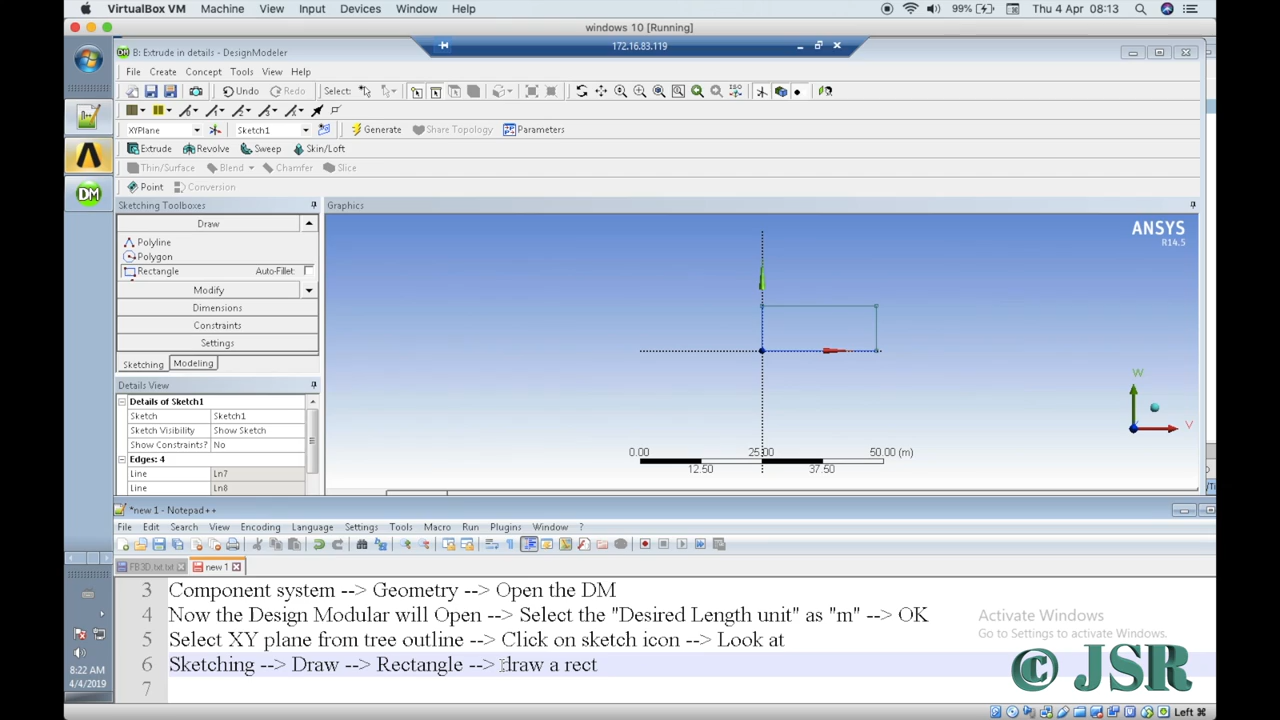 VirtualBox VM Machine View Input Devices Window Help 99% Thu 4 Apr 08:13
windows 10 [Running]
B: Extrude in details - DesignModeler
172.16.83.119
File Create Concept Tools View Help
Undo Redo Select:
XYPlane Sketch1 Generate Share Topology Parameters
Extrude Revolve Sweep Skin/Loft
Thin/Surface Blend Chamfer Slice
Point Conversion
Sketching Toolboxes
Draw
Polyline
Polygon
Rectangle Auto-Fillet:
Modify
Dimensions
Constraints
Settings
Sketching Modeling
Details View
Details of Sketch1
Sketch Sketch1
Sketch Visibility Show Sketch
Show Constraints? No
Edges: 4
Line Ln7
Line Ln8
Graphics
ANSYS
R14.5
W
V
0.00 25.00 50.00 (m)
12.50 37.50
*new 1 - Notepad++
File Edit Search View Encoding Language Settings Tools Macro Run Plugins Window ?
FB3D.txt.txt new 1
3 Component system --> Geometry --> Open the DM
4 Now the Design Modular will Open --> Select the "Desired Length unit" as "m" --> OK
5 Select XY plane from tree outline --> Click on sketch icon --> Look at
6 Sketching --> Draw --> Rectangle --> draw a rect
7
Activate Windows
Go to Settings to activate Windows.
© JSR
8:22 AM
4/4/2019
Left ⌘